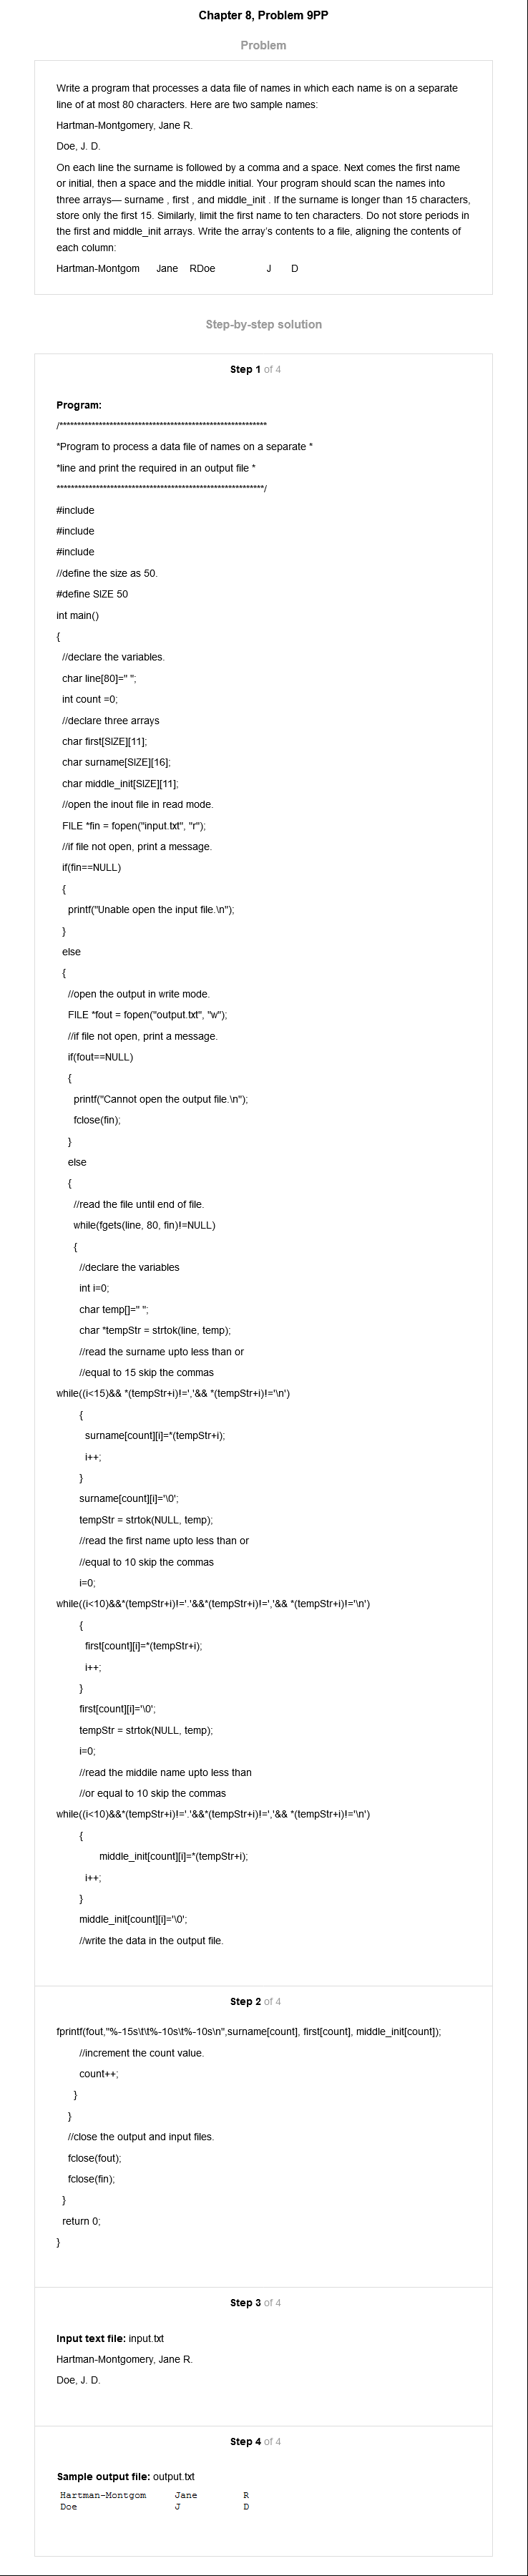 Chapter 8, Problem 9PP
Problem
Write a program that processes a data file of names in which each name is on a separate
line of at most 80 characters. Here are two sample names:
Hartman-Montgomery, Jane R.
Doe, J. D.
On each line the surname is followed by a comma and a space. Next comes the first name
or initial, then a space and the middle initial. Your program should scan the names into
three arrays— surname , first , and middle_init . If the surname is longer than 15 characters,
store only the first 15. Similarly, limit the first name to ten characters. Do not store periods in
the first and middle_init arrays. Write the array's contents to a file, aligning the contents of
each column:
Hartman-Montgom Jane RDoe J D
Step-by-step solution
Step 1 of 4
Program:
/**********************************************************
*Program to process a data file of names on a separate *
*line and print the required in an output file *
**********************************************************/
#include
#include
#include
//define the size as 50.
#define SIZE 50
int main()
{
//declare the variables.
char line[80]=" ";
int count =0;
//declare three arrays
char first[SIZE][11];
char surname[SIZE][16];
char middle_init[SIZE][11];
//open the inout file in read mode.
FILE *fin = fopen("input.txt", "r");
//if file not open, print a message.
if(fin==NULL)
{
printf("Unable open the input file.\n");
}
else
{
//open the output in write mode.
FILE *fout = fopen("output.txt", "w");
//if file not open, print a message.
if(fout==NULL)
{
printf("Cannot open the output file.\n");
fclose(fin);
}
else
{
//read the file until end of file.
while(fgets(line, 80, fin)!=NULL)
{
//declare the variables
int i=0;
char temp[]=" ";
char *tempStr = strtok(line, temp);
//read the surname upto less than or
//equal to 15 skip the commas
while((i<15)&& *(tempStr+i)!=','&& *(tempStr+i)!='\n')
{
surname[count][i]=*(tempStr+i);
i++;
}
surname[count][i]='\0';
tempStr = strtok(NULL, temp);
//read the first name upto less than or
//equal to 10 skip the commas
i=0;
while((i<10)&&*(tempStr+i)!='.'&&*(tempStr+i)!=','&& *(tempStr+i)!='\n')
{
first[count][i]=*(tempStr+i);
i++;
}
first[count][i]='\0';
tempStr = strtok(NULL, temp);
i=0;
//read the middile name upto less than
//or equal to 10 skip the commas
while((i<10)&&*(tempStr+i)!='.'&&*(tempStr+i)!=','&& *(tempStr+i)!='\n')
{
middle_init[count][i]=*(tempStr+i);
i++;
}
middle_init[count][i]='\0';
//write the data in the output file.
Step 2 of 4
fprintf(fout,"%-15s\t\t%-10s\t%-10s\n",surname[count], first[count], middle_init[count]);
//increment the count value.
count++;
}
}
//close the output and input files.
fclose(fout);
fclose(fin);
}
return 0;
}
Step 3 of 4
Input text file: input.txt
Hartman-Montgomery, Jane R.
Doe, J. D.
Step 4 of 4
Sample output file: output.txt
Hartman-Montgom Jane R
Doe J D